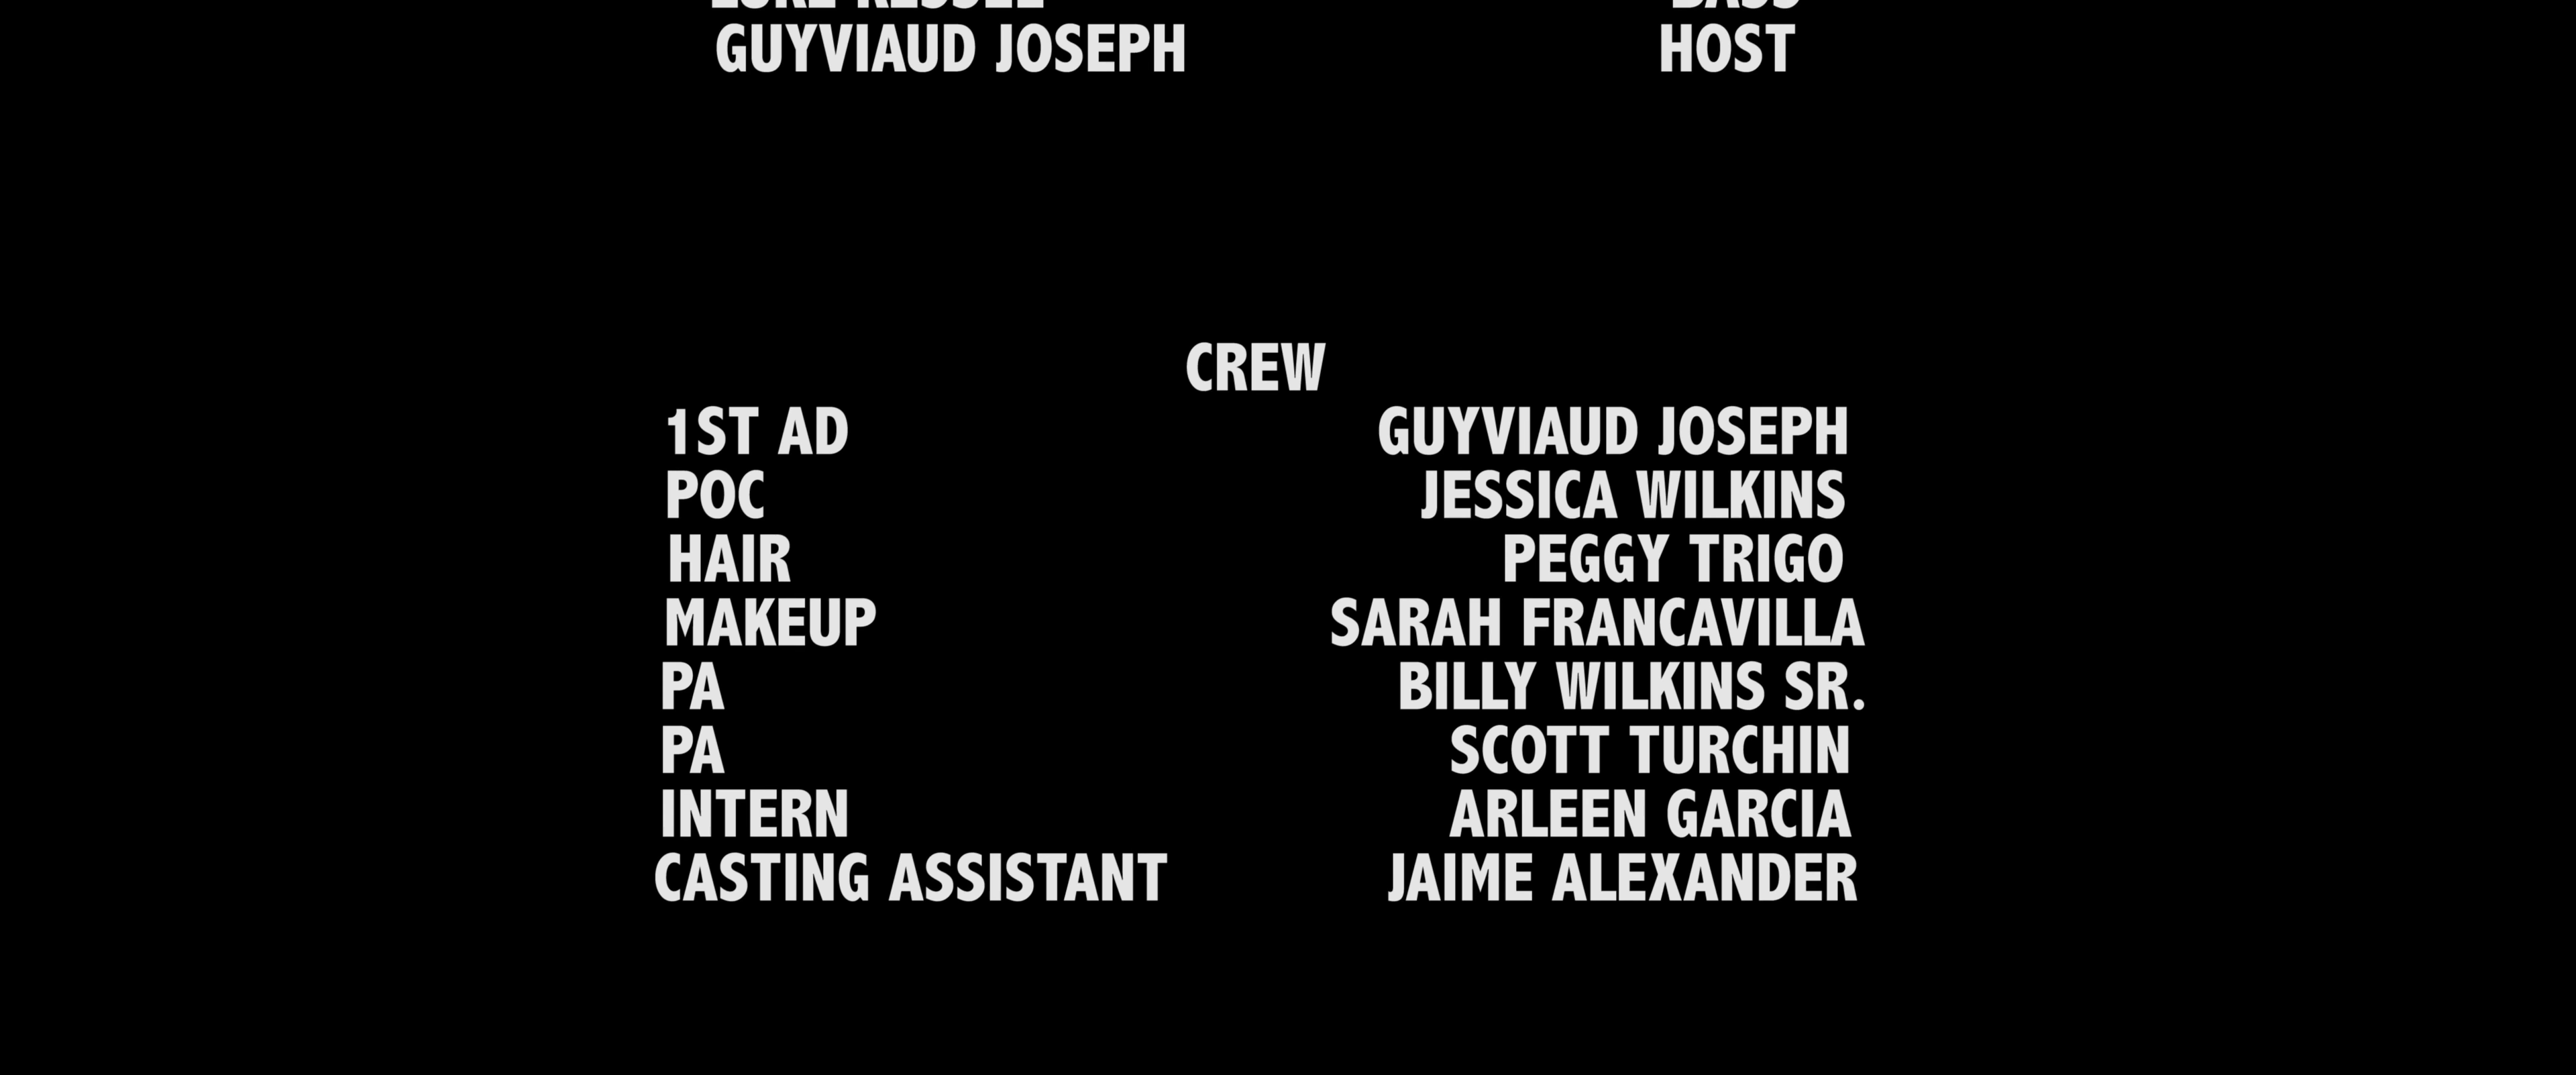 GUYVIAUD JOSEPH HOST
CREW
1ST AD GUYVIAUD JOSEPH
POC JESSICA WILKINS
HAIR PEGGY TRIGO
MAKEUP SARAH FRANCAVILLA
PA BILLY WILKINS SR.
PA SCOTT TURCHIN
INTERN ARLEEN GARCIA
CASTING ASSISTANT JAIME ALEXANDER